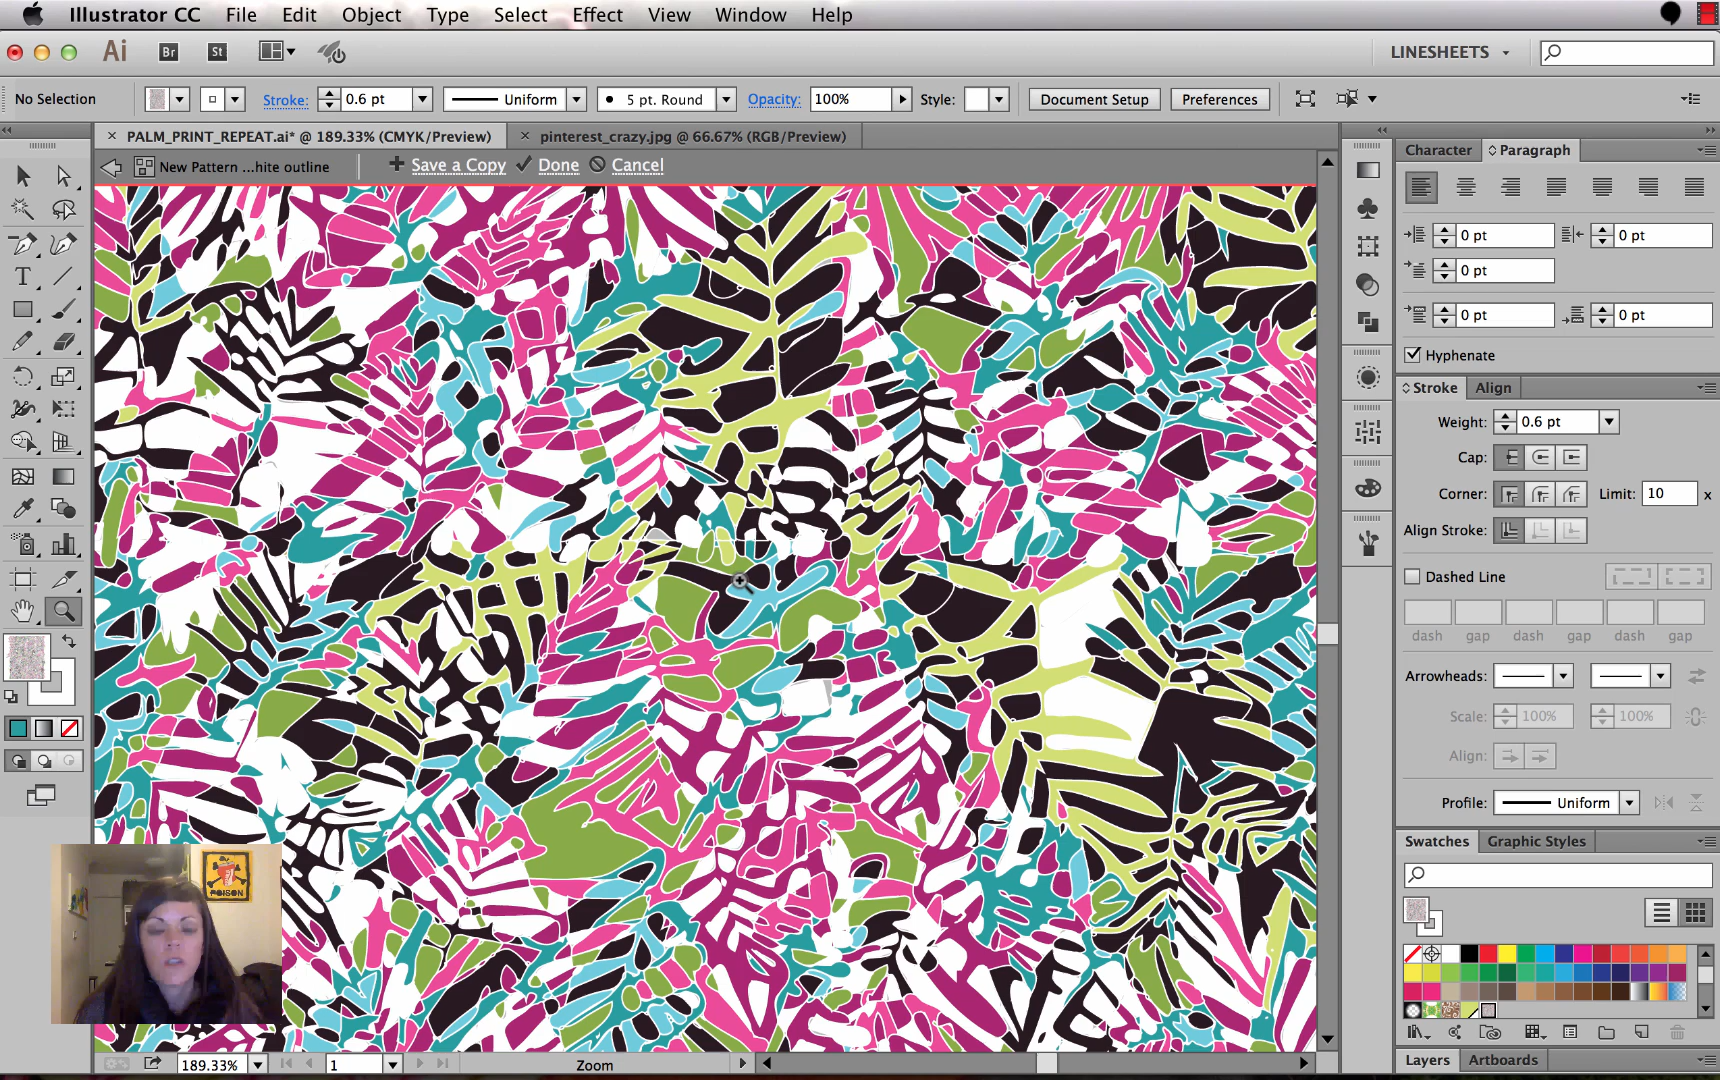 Illustrator CC File Edit Object Type Select Effect View Window Help
Ai Br St LINESHEETS
No Selection Stroke: 0.6 pt Uniform 5 pt. Round Opacity: 100% Style: Document Setup Preferences
× PALM_PRINT_REPEAT.ai* @ 189.33% (CMYK/Preview) × pinterest_crazy.jpg @ 66.67% (RGB/Preview)
New Pattern ...hite outline + Save a Copy Done Cancel
Character Paragraph
0 pt 0 pt
0 pt
0 pt 0 pt
Hyphenate
Stroke Align
Weight: 0.6 pt
Cap:
Corner: Limit: 10 x
Align Stroke:
Dashed Line
dash gap dash gap dash gap
Arrowheads:
Scale: 100% 100%
Align:
Profile: Uniform
Swatches Graphic Styles
T
POISON
189.33% 1 Zoom
Layers Artboards